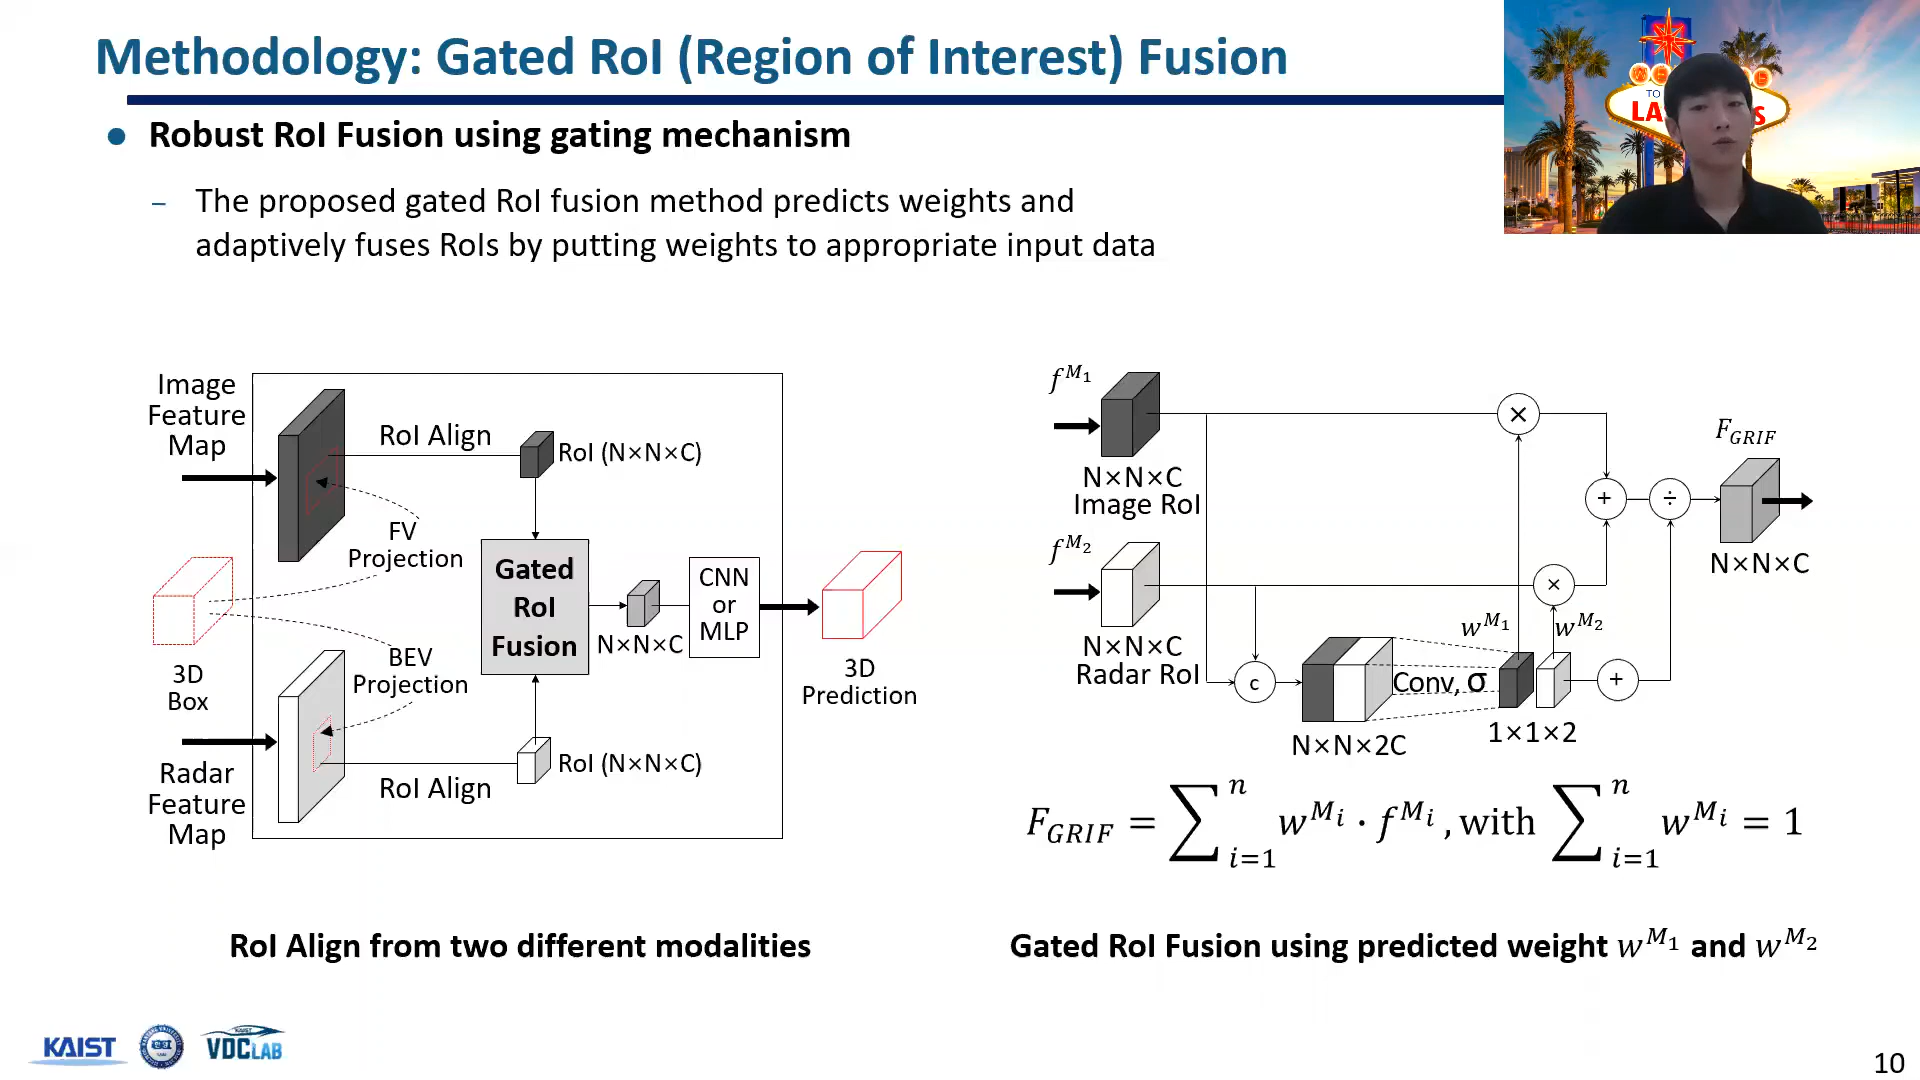 Methodology: Gated RoI (Region of Interest) Fusion
● Robust RoI Fusion using gating mechanism
– The proposed gated RoI fusion method predicts weights and
adaptively fuses RoIs by putting weights to appropriate input data
TO
LA S
Image
Feature
Map
RoI Align
RoI (N×N×C)
FV
Projection
3D
Box
Gated
RoI
Fusion
N×N×C
CNN
or
MLP
3D
Prediction
BEV
Projection
Radar
Feature
Map
RoI Align
RoI (N×N×C)
RoI Align from two different modalities
f^{M_1}
N×N×C
Image RoI
f^{M_2}
N×N×C
Radar RoI
×
×
+
÷
F_{GRIF}
N×N×C
w^{M_1}
w^{M_2}
c
Conv, σ
+
N×N×2C
1×1×2
F_{GRIF} = ∑_{i=1}^{n} w^{M_i} · f^{M_i} , with ∑_{i=1}^{n} w^{M_i} = 1
Gated RoI Fusion using predicted weight w^{M_1} and w^{M_2}
KAIST
KAIST
VDCLAB
10